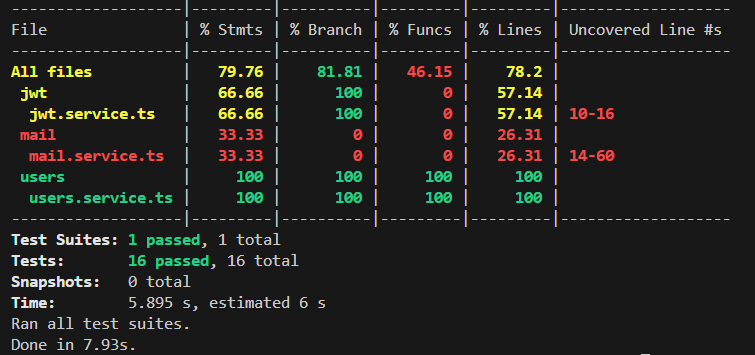 -------------------|---------|----------|---------|---------|-------------------
File               | % Stmts | % Branch | % Funcs | % Lines | Uncovered Line #s
-------------------|---------|----------|---------|---------|-------------------
All files          |   79.76 |    81.81 |   46.15 |    78.2 |
 jwt               |   66.66 |      100 |       0 |   57.14 |
  jwt.service.ts   |   66.66 |      100 |       0 |   57.14 | 10-16
 mail              |   33.33 |        0 |       0 |   26.31 |
  mail.service.ts  |   33.33 |        0 |       0 |   26.31 | 14-60
 users             |     100 |      100 |     100 |     100 |
  users.service.ts |     100 |      100 |     100 |     100 |
-------------------|---------|----------|---------|---------|-------------------
Test Suites: 1 passed, 1 total
Tests:       16 passed, 16 total
Snapshots:   0 total
Time:        5.895 s, estimated 6 s
Ran all test suites.
Done in 7.93s.